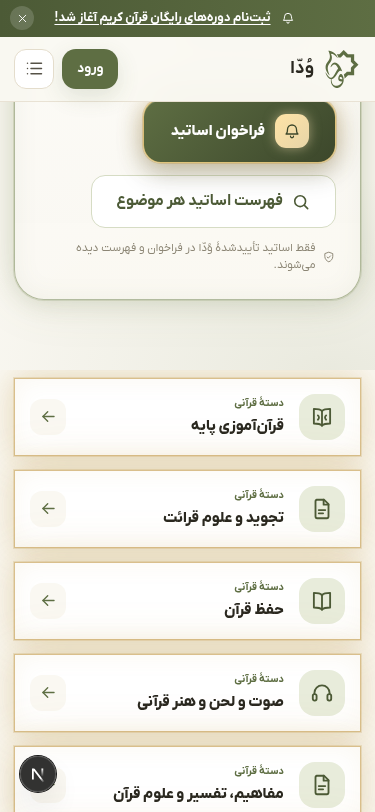 ثبت‌نام دوره‌های رایگان قرآن کریم آغاز شد!
وُدّا
ورود
فراخوان اساتید
فهرست اساتید هر موضوع
فقط اساتید تأییدشدهٔ وُدّا در فراخوان و فهرست دیده
می‌شوند.
دستهٔ قرآنی
قرآن‌آموزی پایه
دستهٔ قرآنی
تجوید و علوم قرائت
دستهٔ قرآنی
حفظ قرآن
دستهٔ قرآنی
صوت و لحن و هنر قرآنی
دستهٔ قرآنی
مفاهیم، تفسیر و علوم قرآن
N